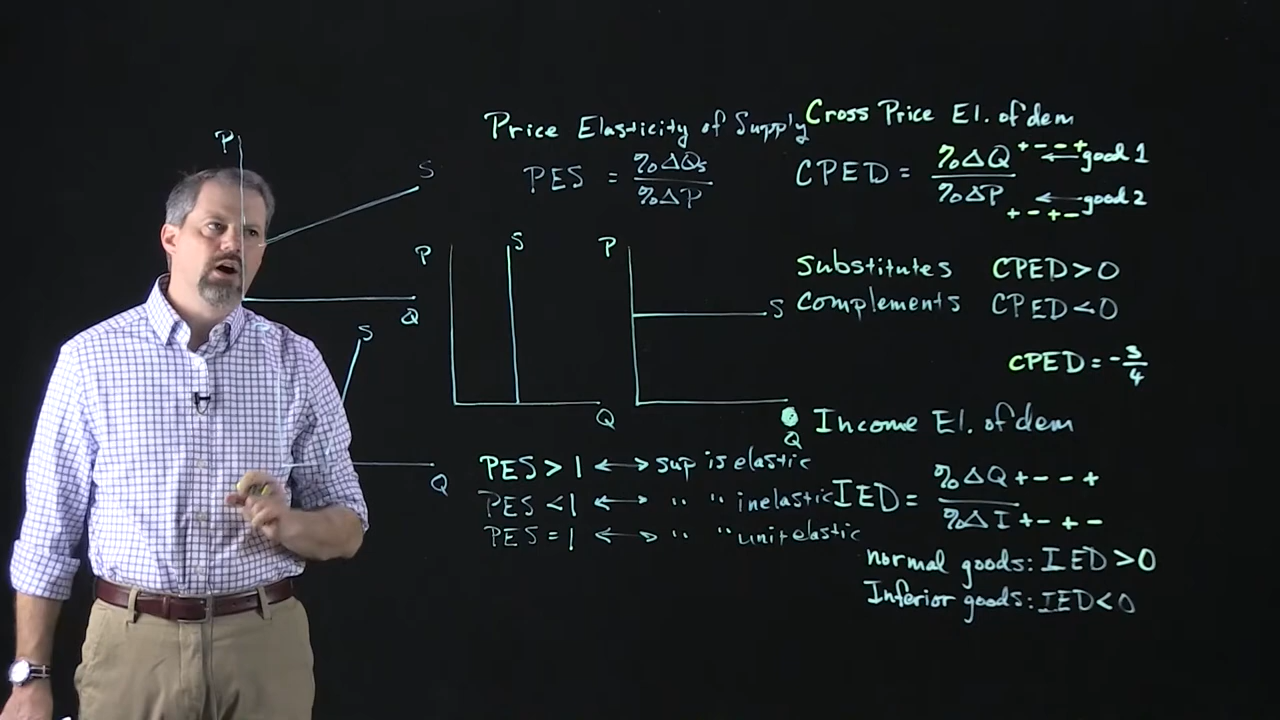 Price Elasticity of Supply
PES = %ΔQs / %ΔP
P
S
Q
P
S
Q
P
S
Q
S
Q
PES > 1 ⟷ sup is elastic
PES < 1 ⟷ " " inelastic
PES = 1 ⟷ " " unit elastic
Cross Price El. of dem
CPED = %ΔQ + - - + ← good 1
%ΔP ← good 2
+ - + -
Substitutes CPED > 0
Complements CPED < 0
CPED = -3/4
Income El. of dem
IED = %ΔQ + - - +
%ΔI + - + -
normal goods: IED > 0
Inferior goods: IED < 0